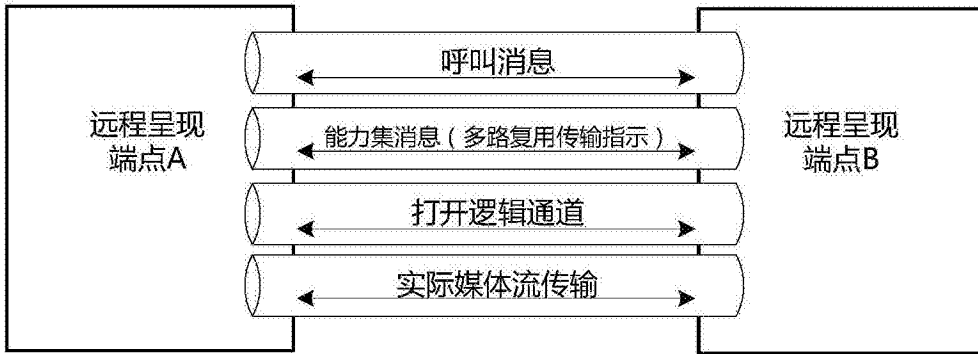 呼叫消息
远程呈现
端点A
能力集消息（多路复用传输指示）
远程呈现
端点B
打开逻辑通道
实际媒体流传输